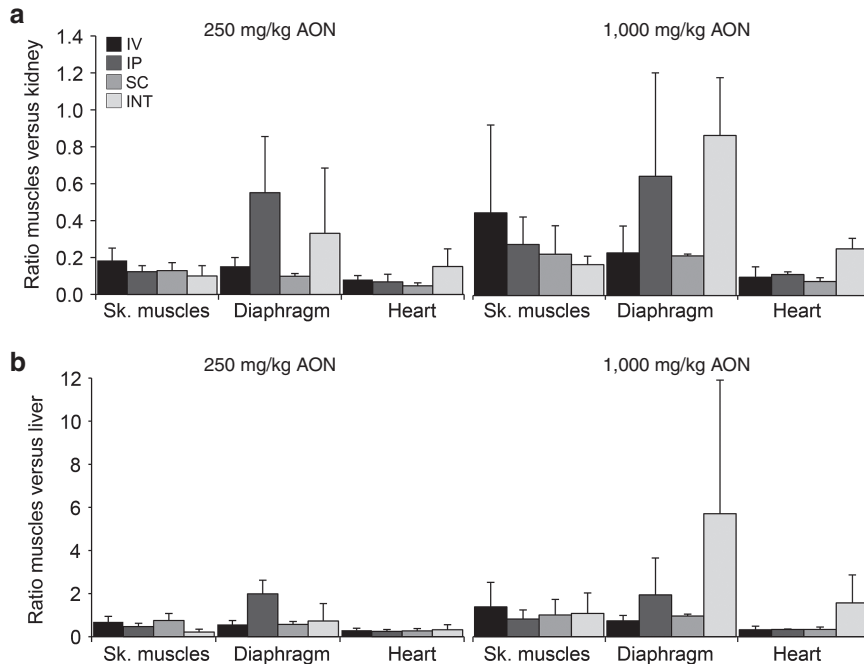 a
250 mg/kg AON
1,000 mg/kg AON
Ratio muscles versus kidney
1.4
1.2
1.0
0.8
0.6
0.4
0.2
0.0
IV
IP
SC
INT
Sk. muscles Diaphragm Heart Sk. muscles Diaphragm Heart
b
250 mg/kg AON
1,000 mg/kg AON
Ratio muscles versus liver
12
10
8
6
4
2
0
Sk. muscles Diaphragm Heart Sk. muscles Diaphragm Heart